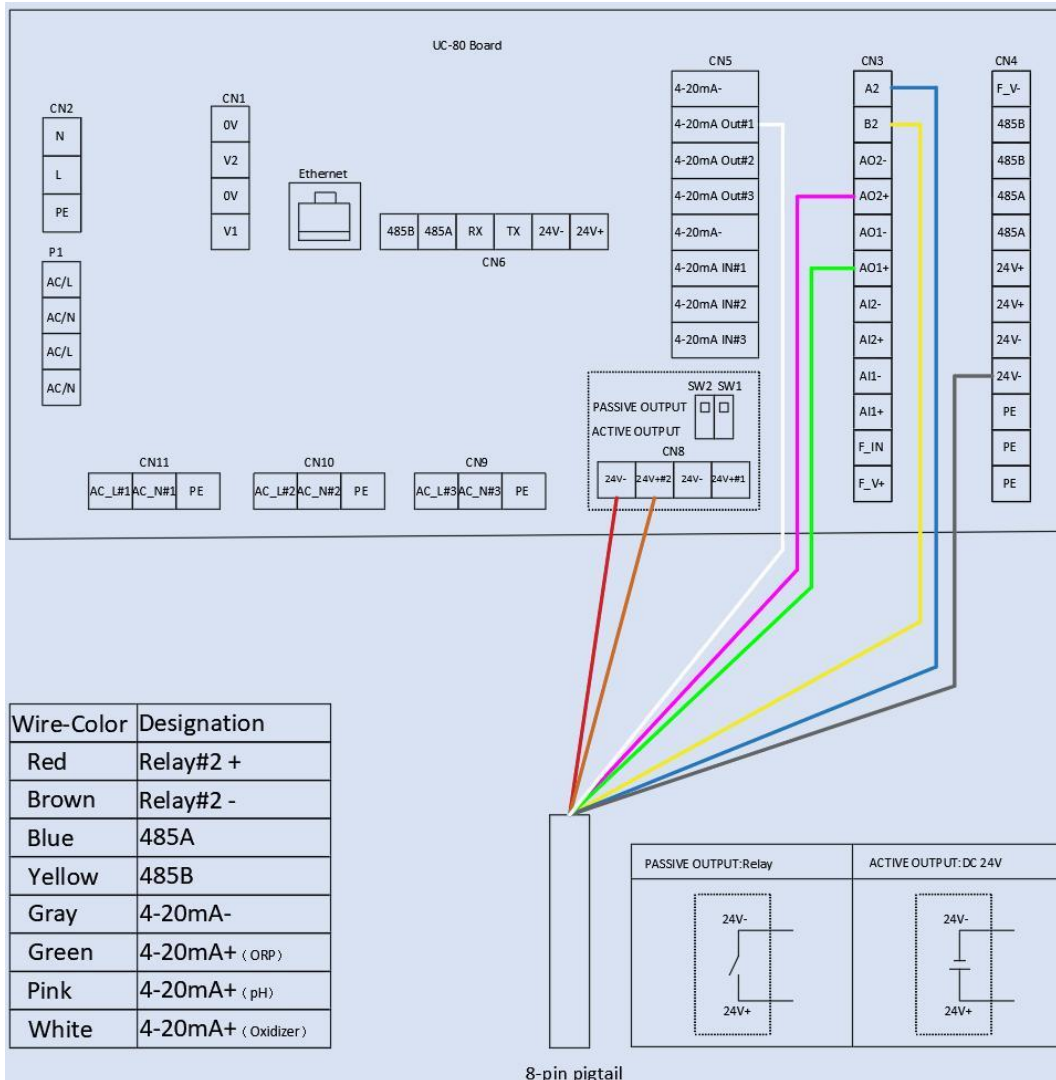 UC-80 Board
CN2
N
L
PE
P1
AC/L
AC/N
AC/L
AC/N
CN1
0V
V2
0V
V1
Ethernet
485B 485A RX TX 24V- 24V+
CN6
CN5
4-20mA-
4-20mA Out#1
4-20mA Out#2
4-20mA Out#3
4-20mA-
4-20mA IN#1
4-20mA IN#2
4-20mA IN#3
CN3
A2
B2
AO2-
AO2+
AO1-
AO1+
AI2-
AI2+
AI1-
AI1+
F_IN
F_V+
CN4
F_V-
485B
485B
485A
485A
24V+
24V+
24V-
24V-
PE
PE
PE
SW2 SW1
PASSIVE OUTPUT
ACTIVE OUTPUT
CN8
24V- 24V+#2 24V- 24V+#1
CN11
AC_L#1 AC_N#1 PE
CN10
AC_L#2 AC_N#2 PE
CN9
AC_L#3 AC_N#3 PE
Wire-Color Designation
Red Relay#2 +
Brown Relay#2 -
Blue 485A
Yellow 485B
Gray 4-20mA-
Green 4-20mA+（ORP）
Pink 4-20mA+（pH）
White 4-20mA+（Oxidizer）
8-pin pigtail
PASSIVE OUTPUT:Relay
24V-
24V+
ACTIVE OUTPUT:DC 24V
24V-
24V+